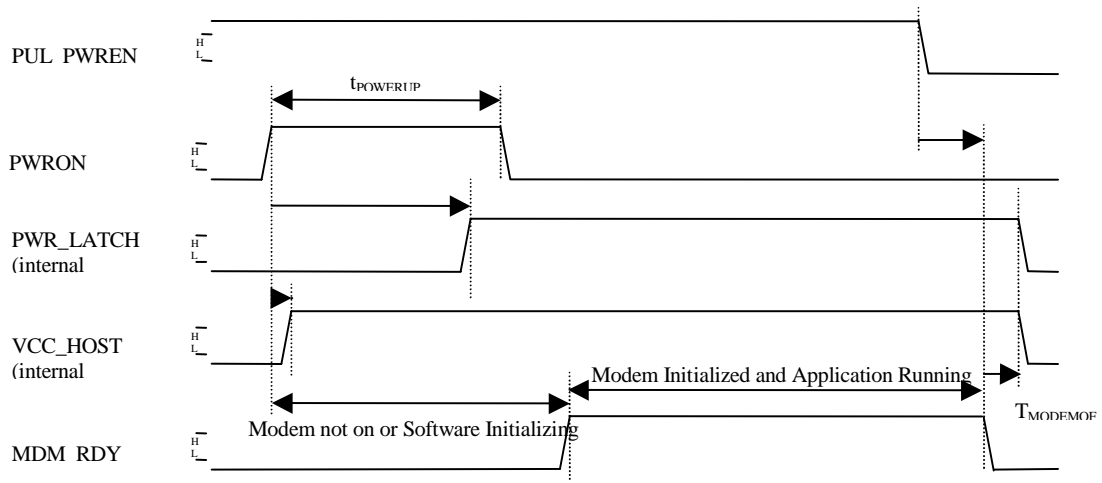 PUL PWREN
H
L
tPOWERUP
PWRON
H
L
PWR_LATCH
(internal
H
L
VCC_HOST
(internal
H
L
Modem Initialized and Application Running
TMODEMOF
Modem not on or Software Initializing
MDM RDY
H
L